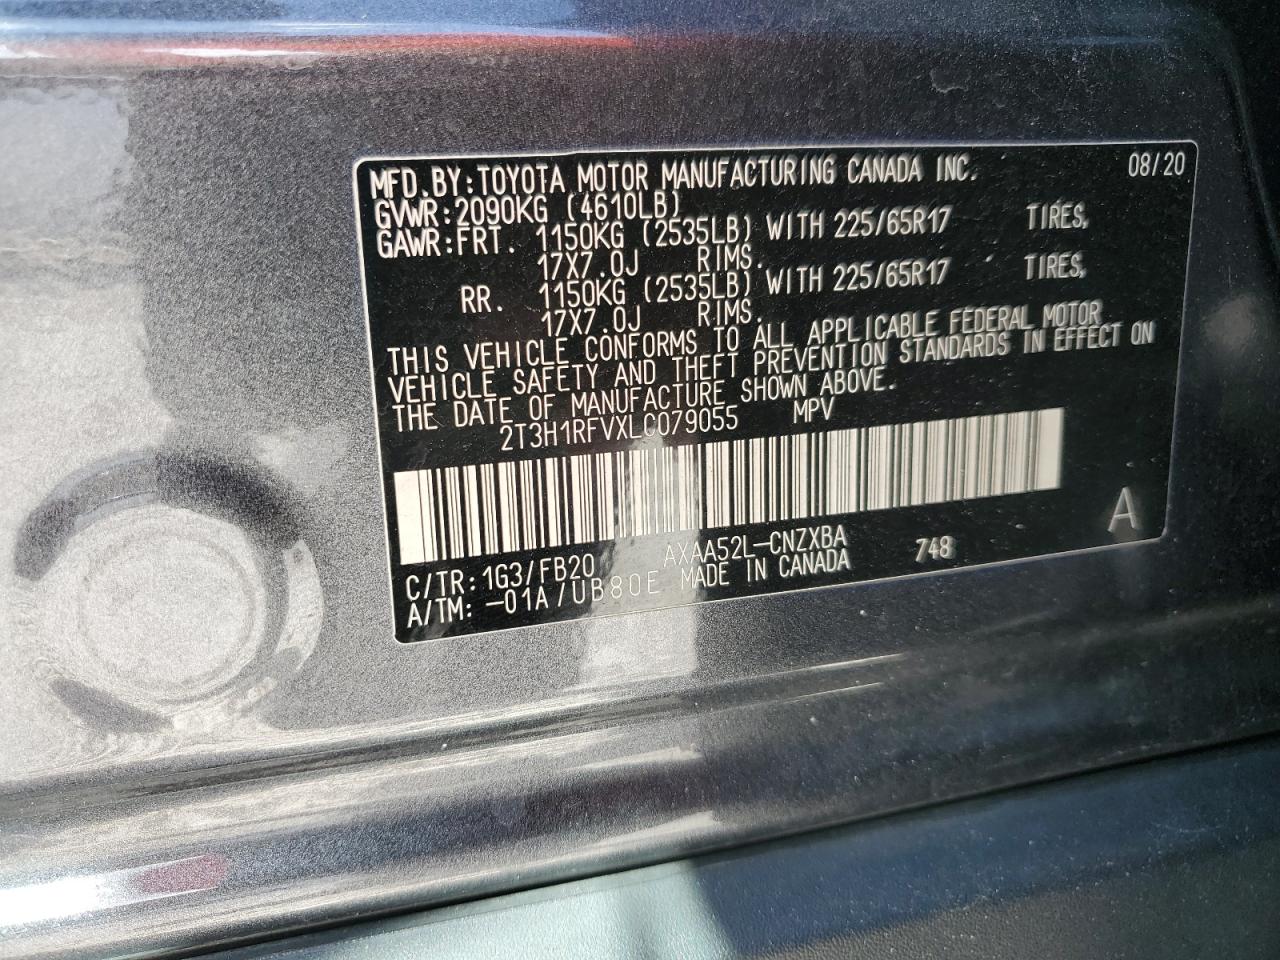 MFD.BY:TOYOTA MOTOR MANUFACTURING CANADA INC. 08/20
GVWR:2090KG (4610LB)
GAWR:FRT. 1150KG (2535LB) WITH 225/65R17 TIRES,
17X7.0J RIMS.
RR. 1150KG (2535LB) WITH 225/65R17 TIRES,
17X7.0J RIMS.
THIS VEHICLE CONFORMS TO ALL APPLICABLE FEDERAL MOTOR
VEHICLE SAFETY AND THEFT PREVENTION STANDARDS IN EFFECT ON
THE DATE OF MANUFACTURE SHOWN ABOVE.
2T3H1RFVXLC079055 MPV
A
C/TR:1G3/FB20 AXAA52L-CNZXBA 748
A/TM:-01A/UB80E MADE IN CANADA